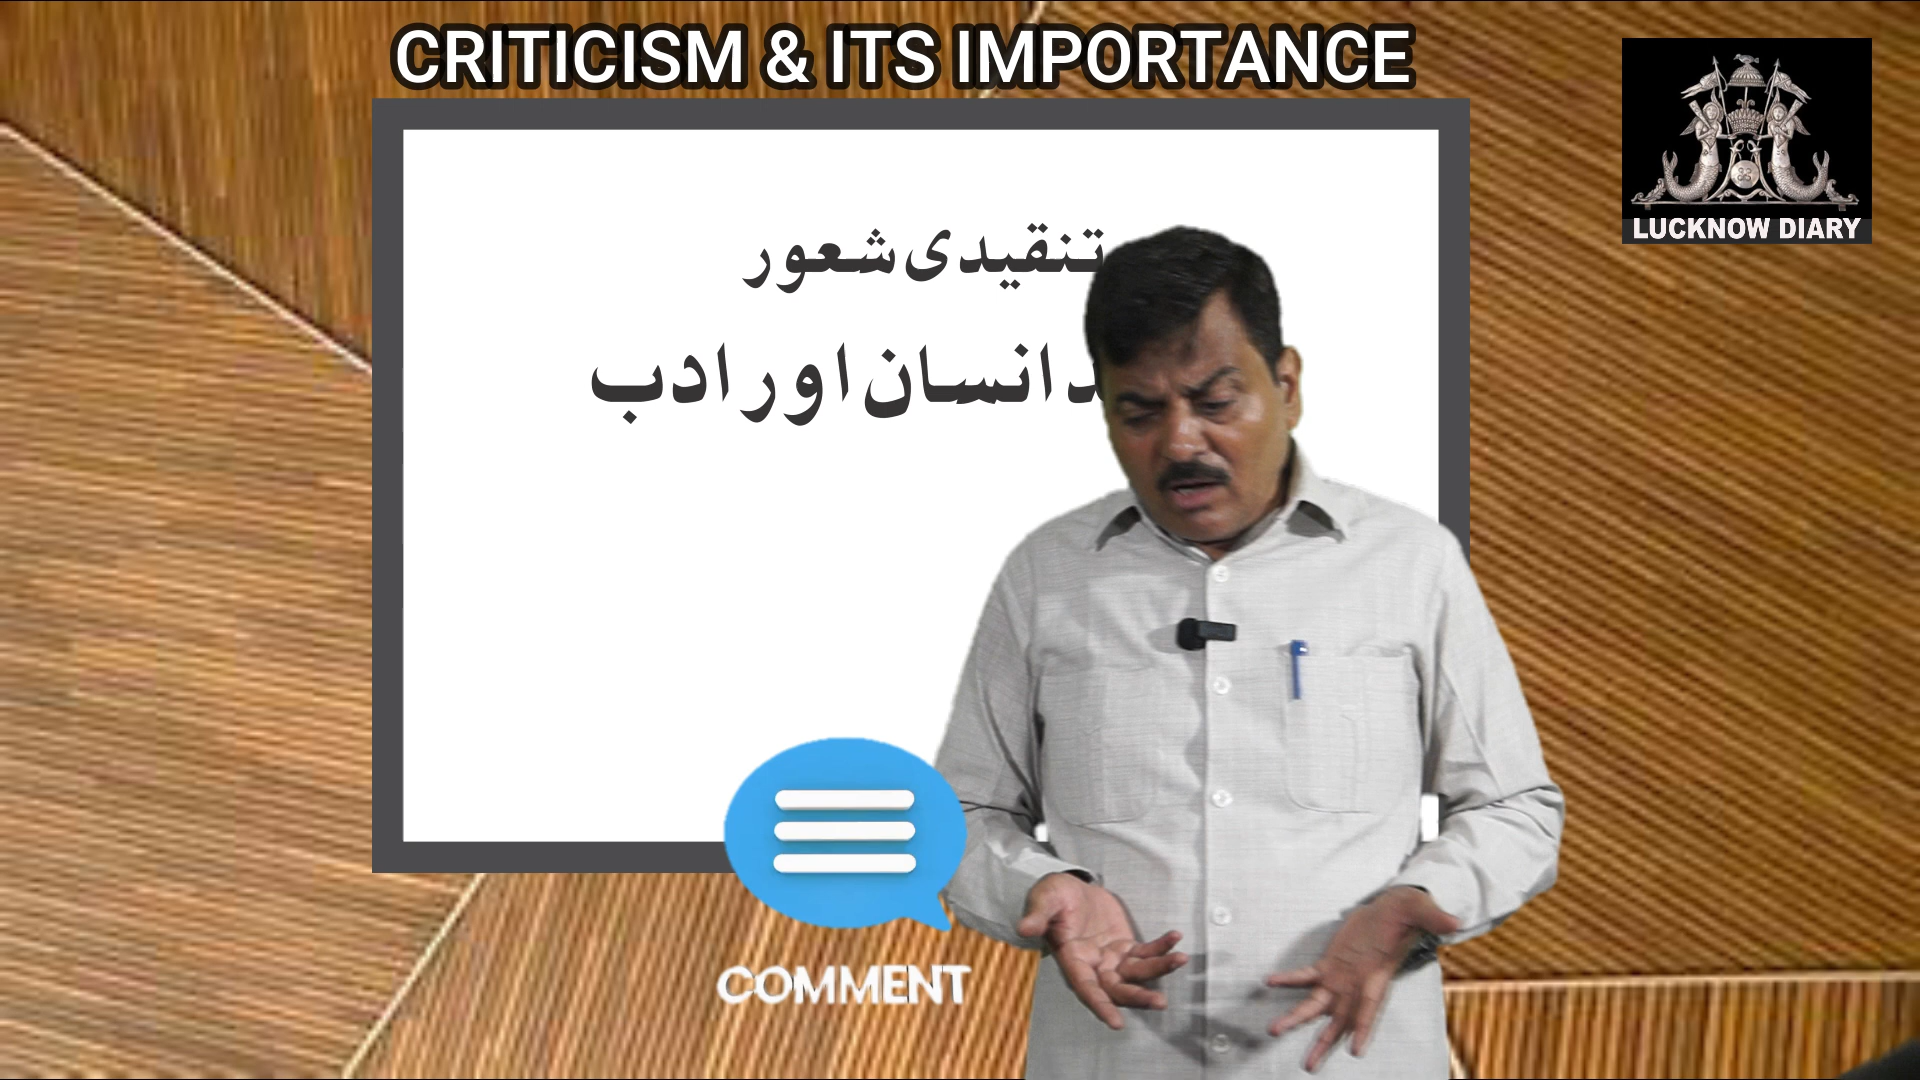 CRITICISM & ITS IMPORTANCE
LUCKNOW DIARY
تنقیدی شعور
انسان اور ادب
COMMENT